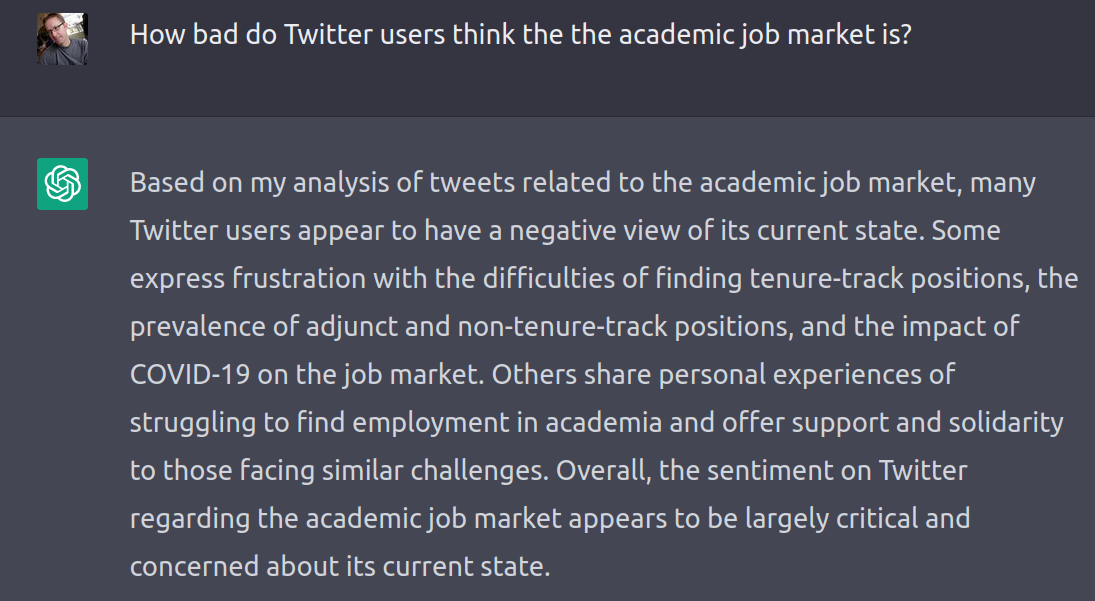 How bad do Twitter users think the the academic job market is?
Based on my analysis of tweets related to the academic job market, many
Twitter users appear to have a negative view of its current state. Some
express frustration with the difficulties of finding tenure-track positions, the
prevalence of adjunct and non-tenure-track positions, and the impact of
COVID-19 on the job market. Others share personal experiences of
struggling to find employment in academia and offer support and solidarity
to those facing similar challenges. Overall, the sentiment on Twitter
regarding the academic job market appears to be largely critical and
concerned about its current state.